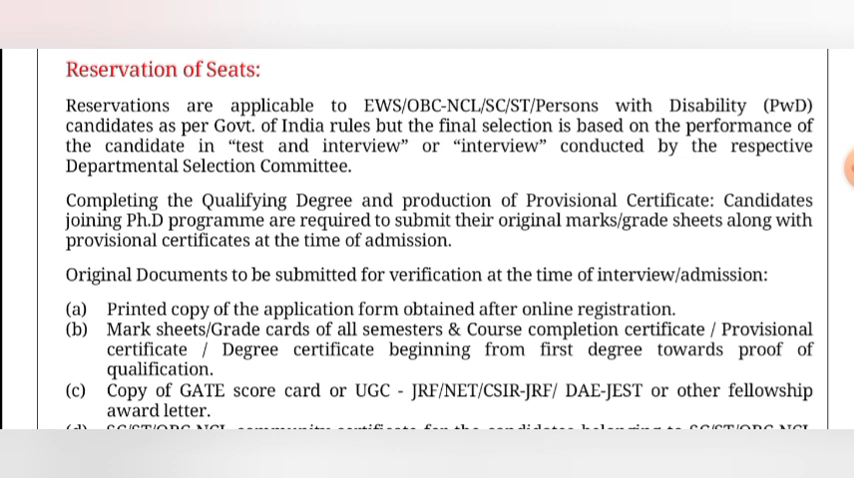 Reservation of Seats:
Reservations are applicable to EWS/OBC-NCL/SC/ST/Persons with Disability (PwD)
candidates as per Govt. of India rules but the final selection is based on the performance of
the candidate in “test and interview” or “interview” conducted by the respective
Departmental Selection Committee.
Completing the Qualifying Degree and production of Provisional Certificate: Candidates
joining Ph.D programme are required to submit their original marks/grade sheets along with
provisional certificates at the time of admission.
Original Documents to be submitted for verification at the time of interview/admission:
(a) Printed copy of the application form obtained after online registration.
(b) Mark sheets/Grade cards of all semesters & Course completion certificate / Provisional
certificate / Degree certificate beginning from first degree towards proof of
qualification.
(c) Copy of GATE score card or UGC - JRF/NET/CSIR-JRF/ DAE-JEST or other fellowship
award letter.